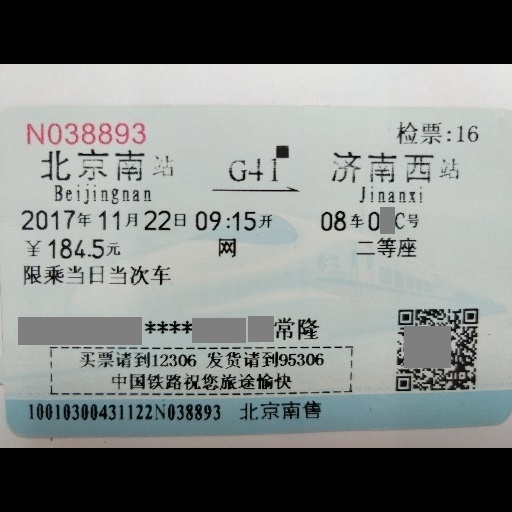 N038893 检票:16
北京南站 G41 济南西站
Beijingnan Jinanxi
2017年11月22日09:15开 08车0 C号
￥184.5元 网 二等座
限乘当日当次车
**** 常隆
买票请到12306 发货请到95306
中国铁路祝您旅途愉快
10010300431122N038893 北京南售